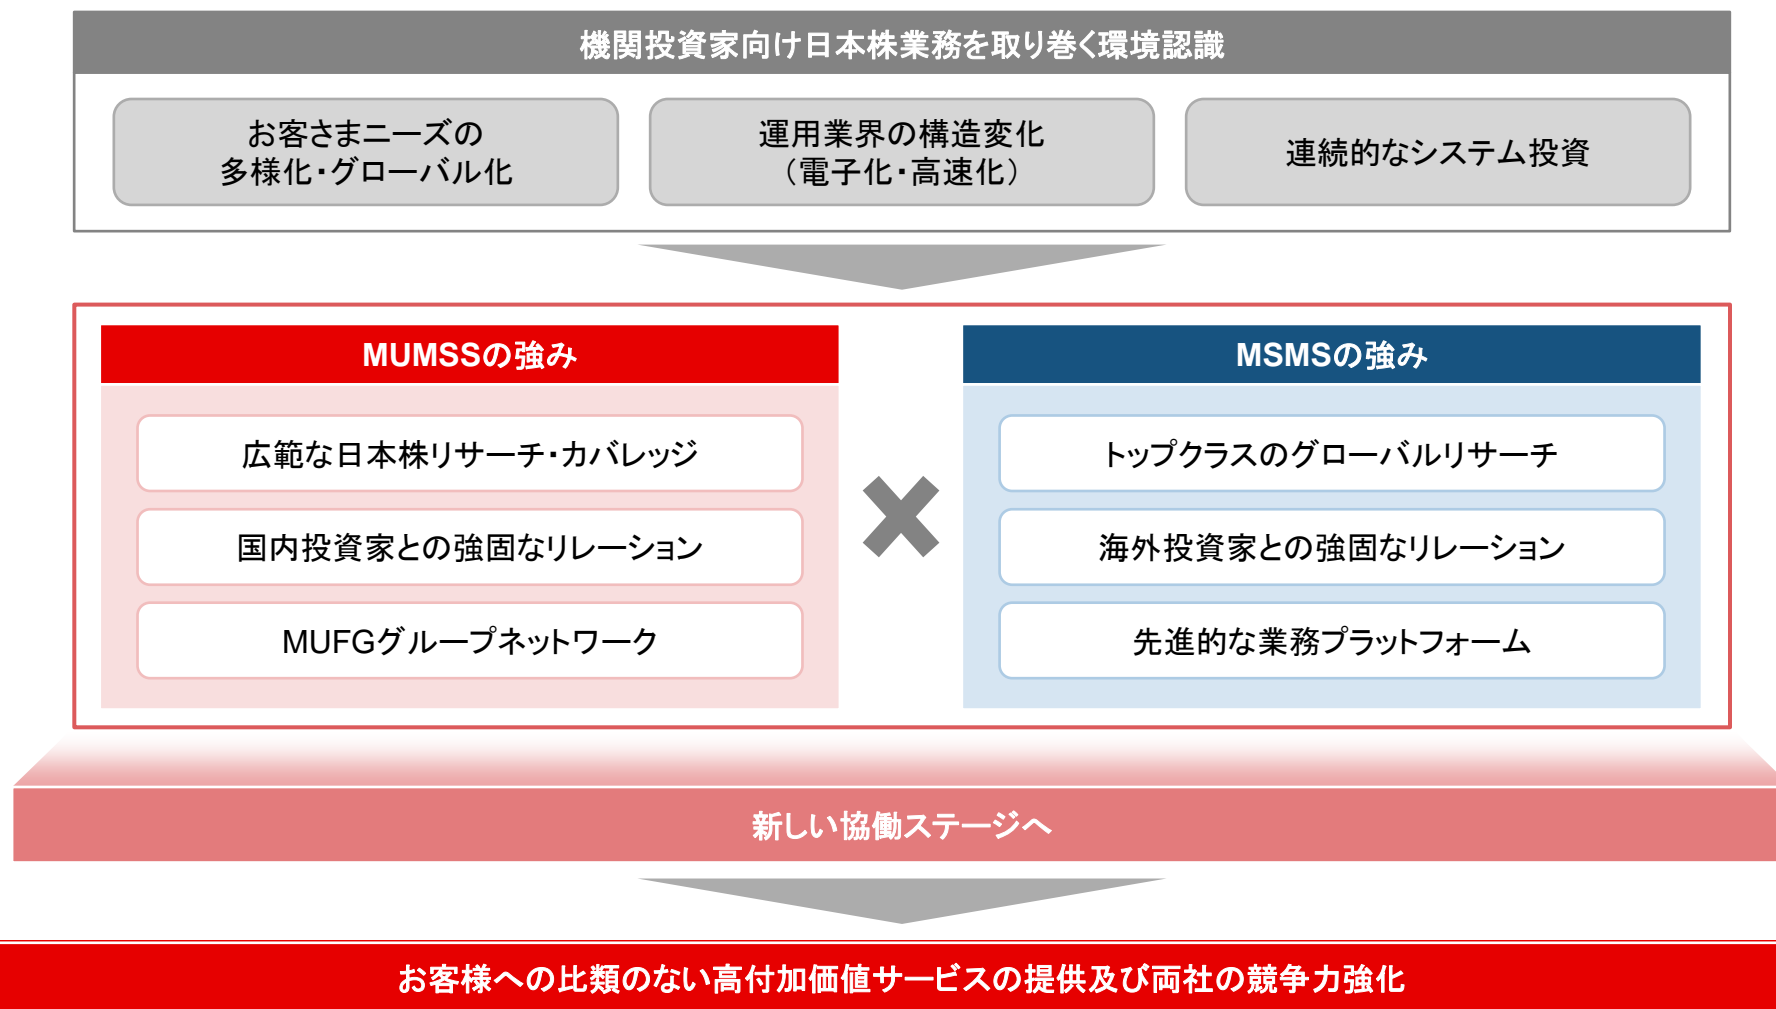 機関投資家向け日本株業務を取り巻く環境認識
お客さまニーズの
多様化・グローバル化
運用業界の構造変化
（電子化・高速化）
連続的なシステム投資
MUMSSの強み
広範な日本株リサーチ・カバレッジ
国内投資家との強固なリレーション
MUFGグループネットワーク
MSMSの強み
トップクラスのグローバルリサーチ
海外投資家との強固なリレーション
先進的な業務プラットフォーム
新しい協働ステージへ
お客様への比類のない高付加価値サービスの提供及び両社の競争力強化